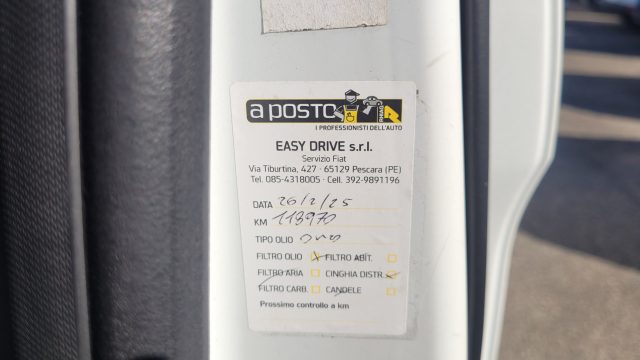 a posto
I PROFESSIONISTI DELL'AUTO
EASY DRIVE s.r.l.
Servizio Fiat
Via Tiburtina, 427 · 65129 Pescara (PE)
Tel. 085-4318005 · Cell. 392-9891196
DATA 26/2/25
KM 113970
TIPO OLIO
FILTRO OLIO FILTRO ABIT.
FILTRO ARIA CINGHIA DISTR.
FILTRO CARB. CANDELE
Prossimo controllo a km